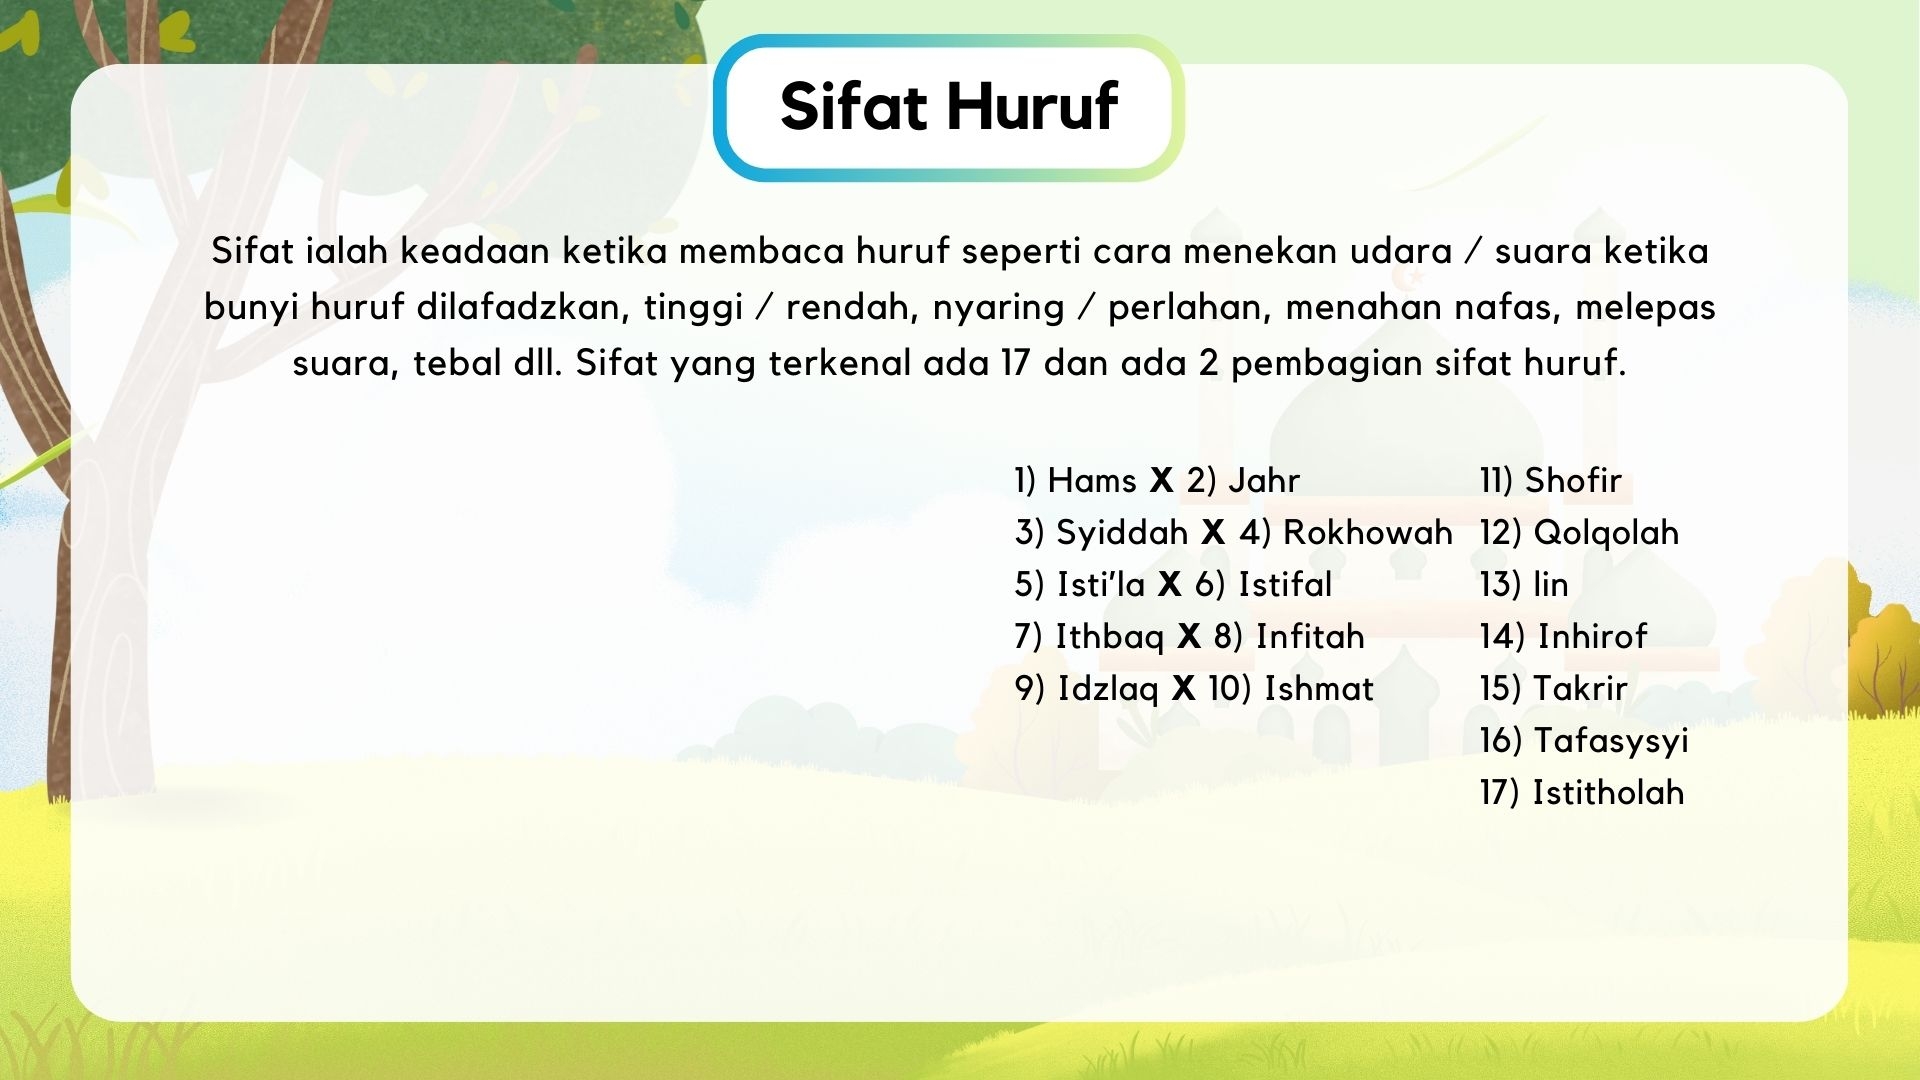 Sifat Huruf
Sifat ialah keadaan ketika membaca huruf seperti cara menekan udara / suara ketika
bunyi huruf dilafadzkan, tinggi / rendah, nyaring / perlahan, menahan nafas, melepas
suara, tebal dll. Sifat yang terkenal ada 17 dan ada 2 pembagian sifat huruf.
1) Hams X 2) Jahr
3) Syiddah X 4) Rokhowah
5) Isti'la X 6) Istifal
7) Ithbaq X 8) Infitah
9) Idzlaq X 10) Ishmat
11) Shofir
12) Qolqolah
13) lin
14) Inhirof
15) Takrir
16) Tafasysyi
17) Istitholah